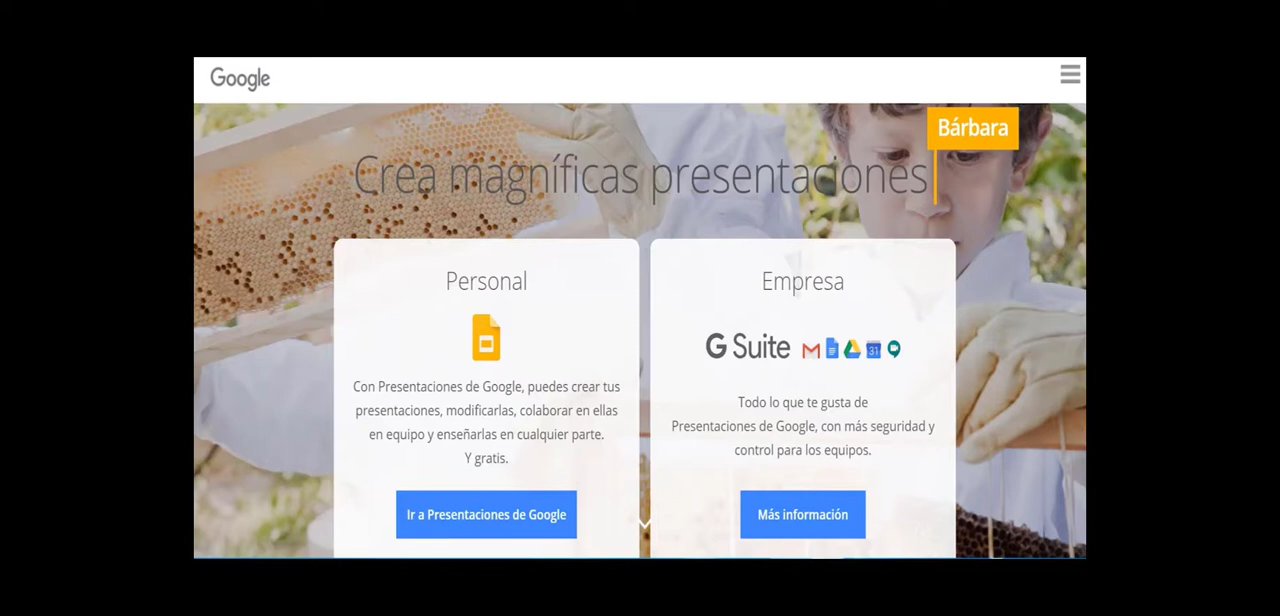 Google
Bárbara
Crea magníficas presentaciones
Personal
Con Presentaciones de Google, puedes crear tus
presentaciones, modificarlas, colaborar en ellas
en equipo y enseñarlas en cualquier parte.
Y gratis.
Ir a Presentaciones de Google
Empresa
G Suite
31
Todo lo que te gusta de
Presentaciones de Google, con más seguridad y
control para los equipos.
Más información